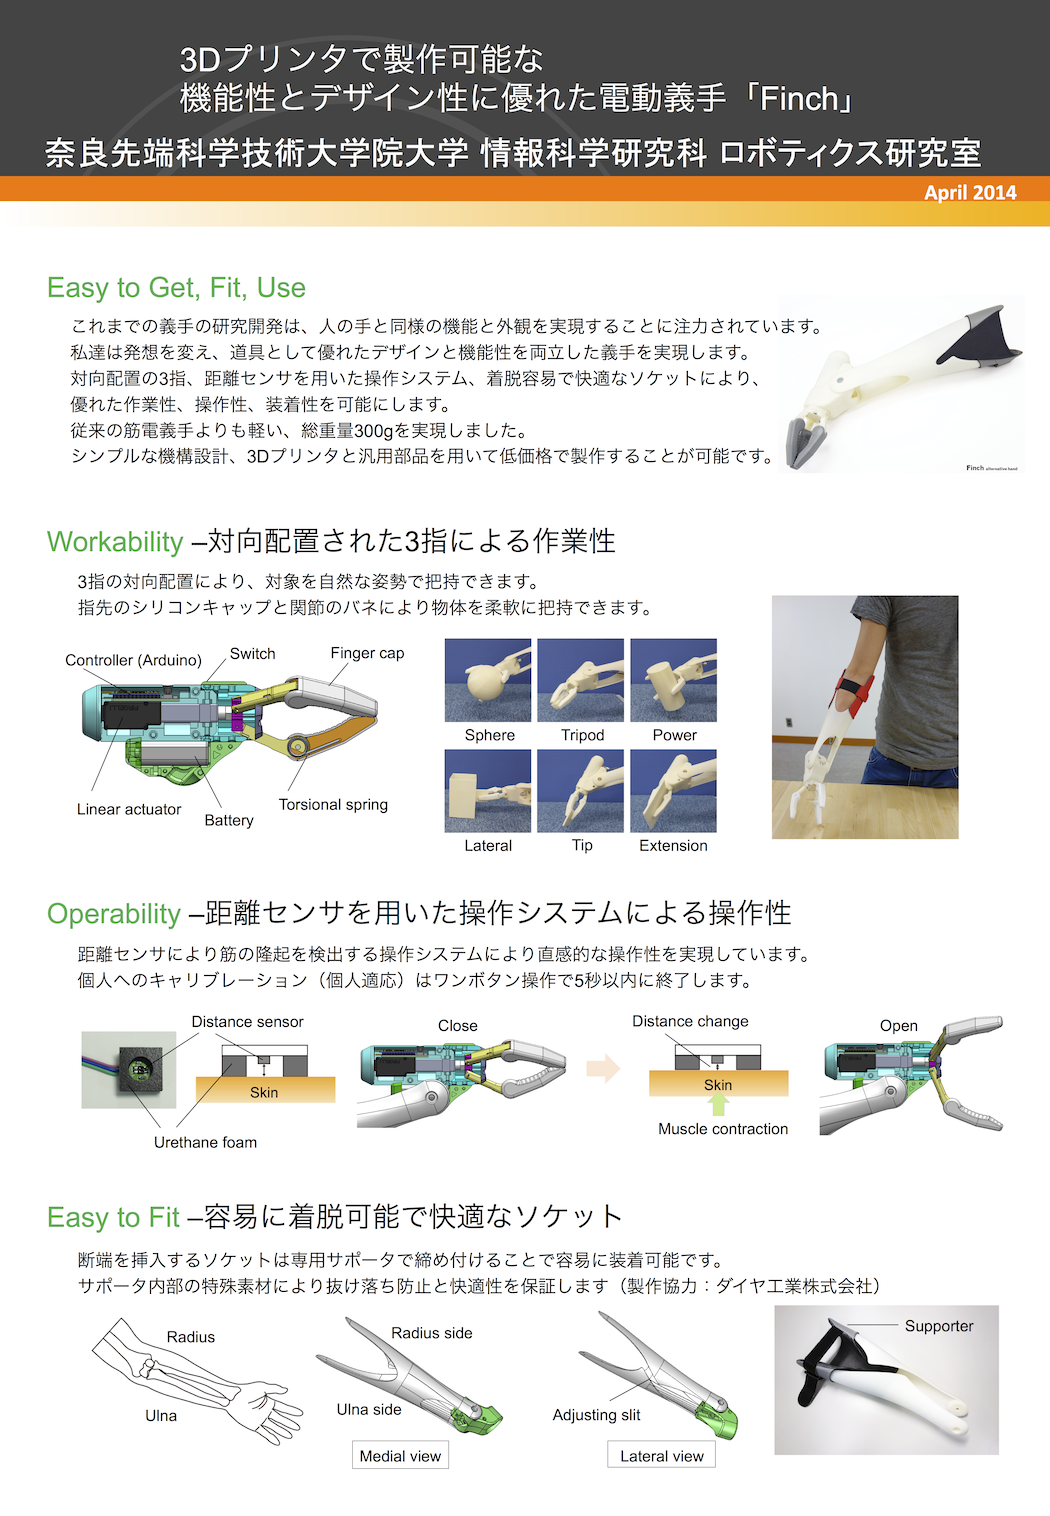 3Dプリンタで製作可能な
機能性とデザイン性に優れた電動義手「Finch」
奈良先端科学技術大学院大学 情報科学研究科 ロボティクス研究室
April 2014
Easy to Get, Fit, Use
これまでの義手の研究開発は、人の手と同様の機能と外観を実現することに注力されています。
私達は発想を変え、道具として優れたデザインと機能性を両立した義手を実現します。
対向配置の3指、距離センサを用いた操作システム、着脱容易で快適なソケットにより、
優れた作業性、操作性、装着性を可能にします。
従来の筋電義手よりも軽い、総重量300gを実現しました。
シンプルな機構設計、3Dプリンタと汎用部品を用いて低価格で製作することが可能です。
Finch alternative hand
Workability –対向配置された3指による作業性
3指の対向配置により、対象を自然な姿勢で把持できます。
指先のシリコンキャップと関節のバネにより物体を柔軟に把持できます。
Controller (Arduino)
Switch
Finger cap
Linear actuator
Battery
Torsional spring
Sphere
Tripod
Power
Lateral
Tip
Extension
Operability –距離センサを用いた操作システムによる操作性
距離センサにより筋の隆起を検出する操作システムにより直感的な操作性を実現しています。
個人へのキャリブレーション（個人適応）はワンボタン操作で5秒以内に終了します。
Distance sensor
Skin
Urethane foam
Close
Distance change
Skin
Muscle contraction
Open
Easy to Fit –容易に着脱可能で快適なソケット
断端を挿入するソケットは専用サポータで締め付けることで容易に装着可能です。
サポータ内部の特殊素材により抜け落ち防止と快適性を保証します（製作協力：ダイヤ工業株式会社）
Radius
Ulna
Radius side
Ulna side
Medial view
Adjusting slit
Lateral view
Supporter